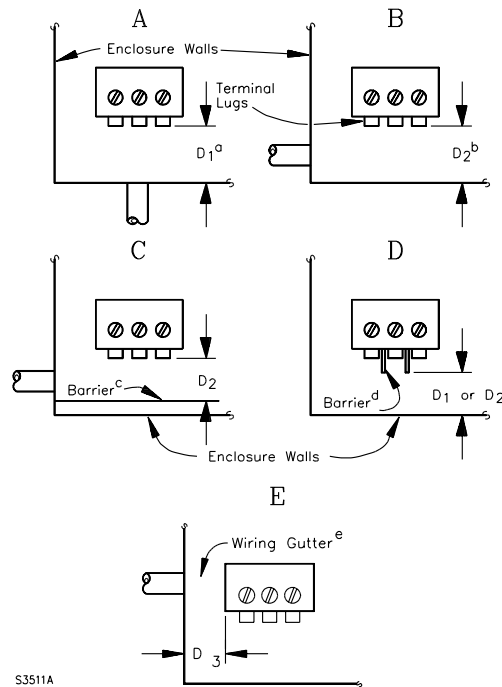 A
B
Enclosure Walls
Terminal
Lugs
D1ᵃ
D2ᵇ
C
D
D2
Barrierᶜ
Barrierᵈ
D1 or D2
Enclosure Walls
E
Wiring Gutterᵉ
D 3
S3511A